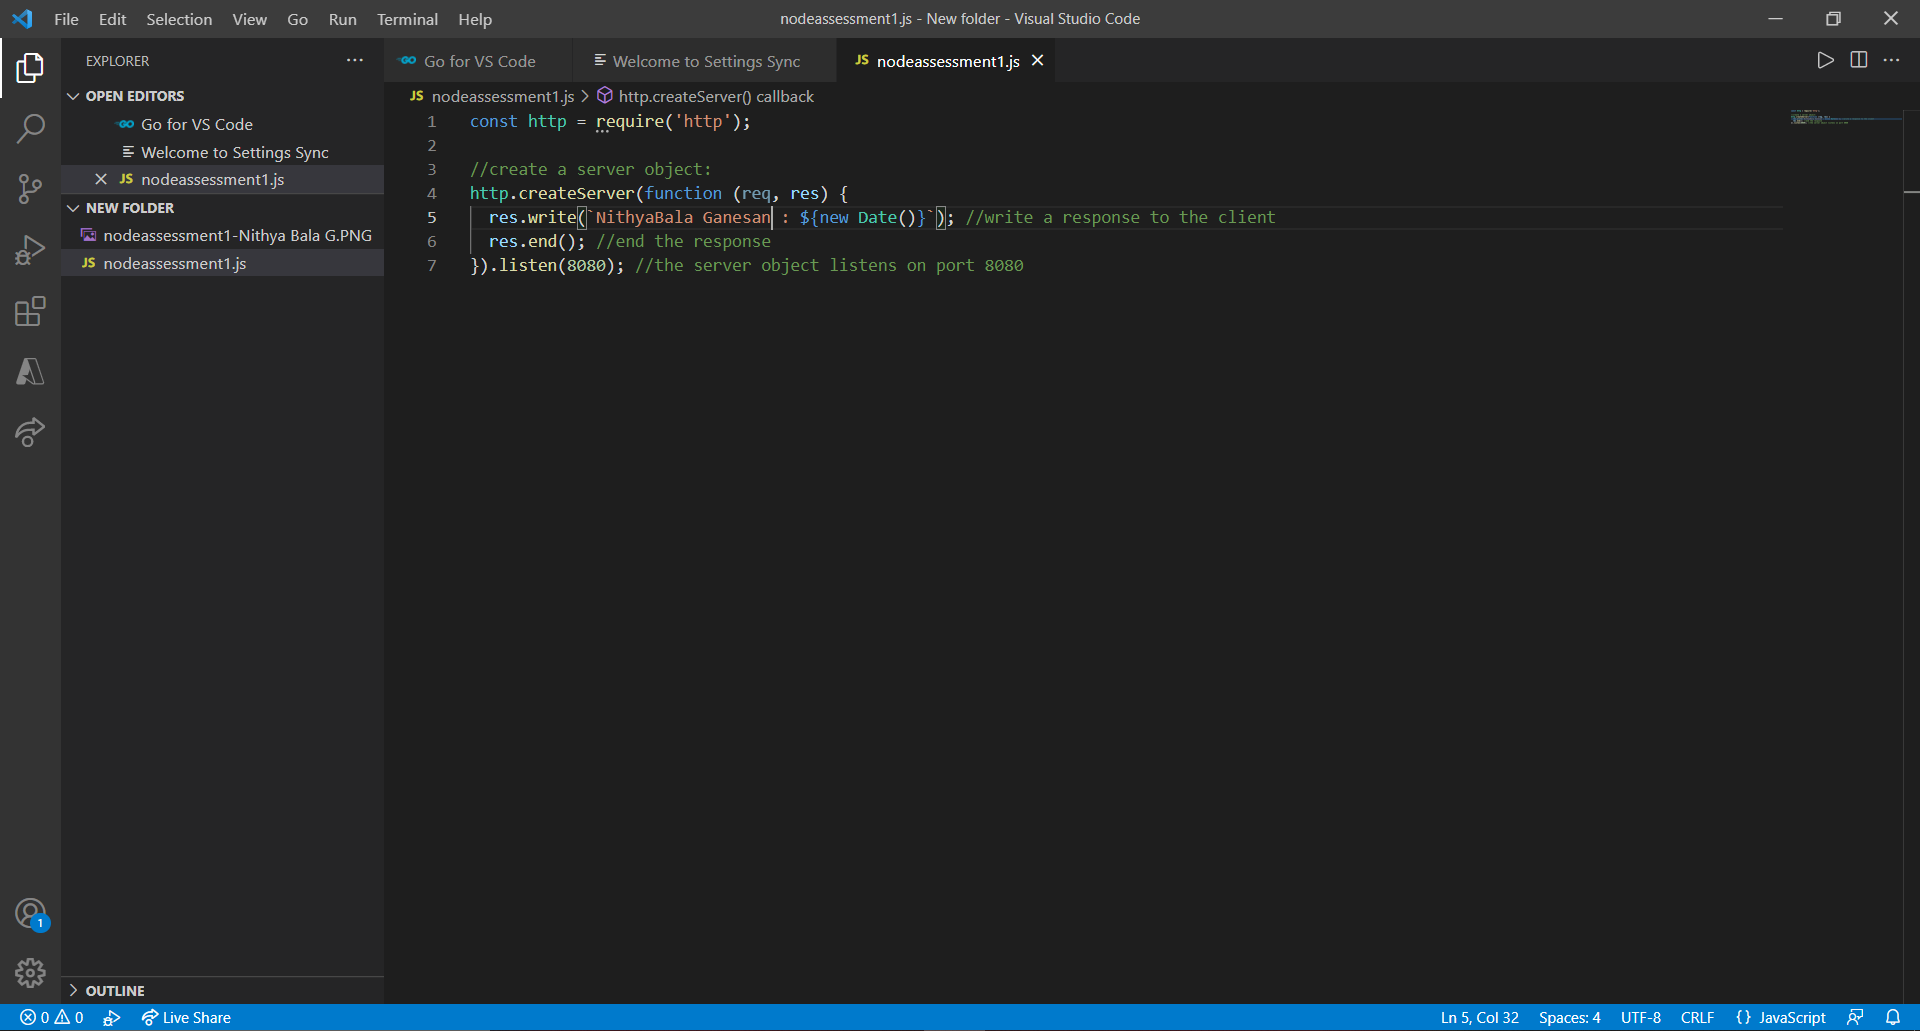 File Edit Selection View Go Run Terminal Help
nodeassessment1.js - New folder - Visual Studio Code
EXPLORER
OPEN EDITORS
Go for VS Code
Welcome to Settings Sync
JS nodeassessment1.js
NEW FOLDER
nodeassessment1-Nithya Bala G.PNG
JS nodeassessment1.js
OUTLINE
Go for VS Code
Welcome to Settings Sync
JS nodeassessment1.js
JS nodeassessment1.js > http.createServer() callback
1 const http = require('http');
2
3 //create a server object:
4 http.createServer(function (req, res) {
5 res.write(`NithyaBala Ganesan : ${new Date()}`); //write a response to the client
6 res.end(); //end the response
7 }).listen(8080); //the server object listens on port 8080
1
0 0 Live Share
Ln 5, Col 32 Spaces: 4 UTF-8 CRLF {} JavaScript